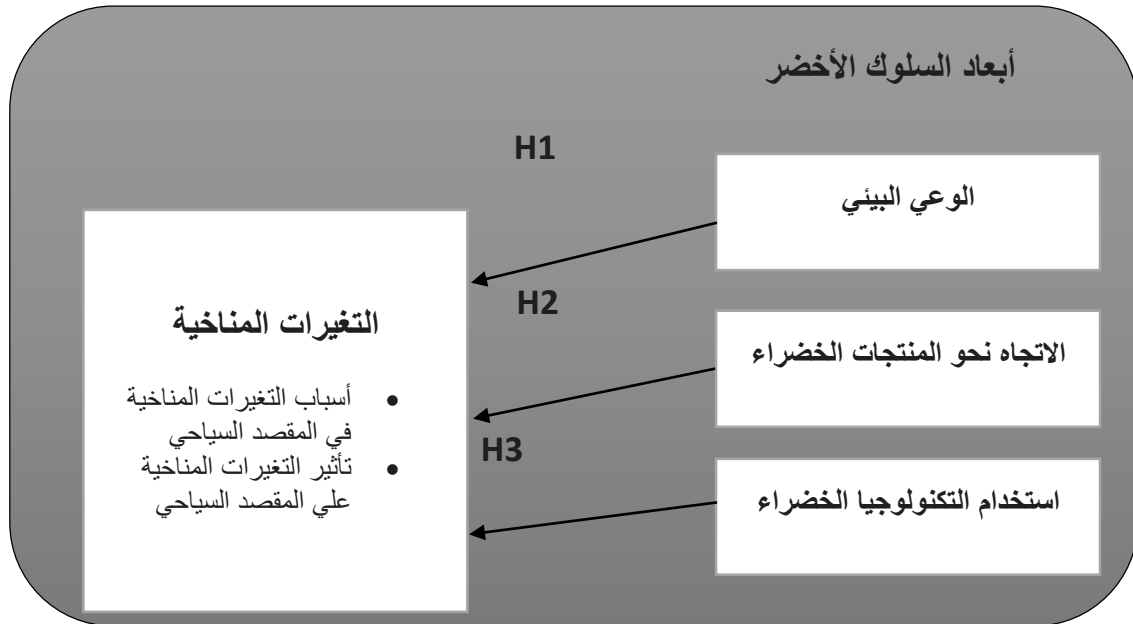 أبعاد السلوك الأخضر
H1
الوعي البيئي
H2
الاتجاه نحو المنتجات الخضراء
H3
استخدام التكنولوجيا الخضراء
التغيرات المناخية
• أسباب التغيرات المناخية
في المقصد السياحي
• تأثير التغيرات المناخية
علي المقصد السياحي